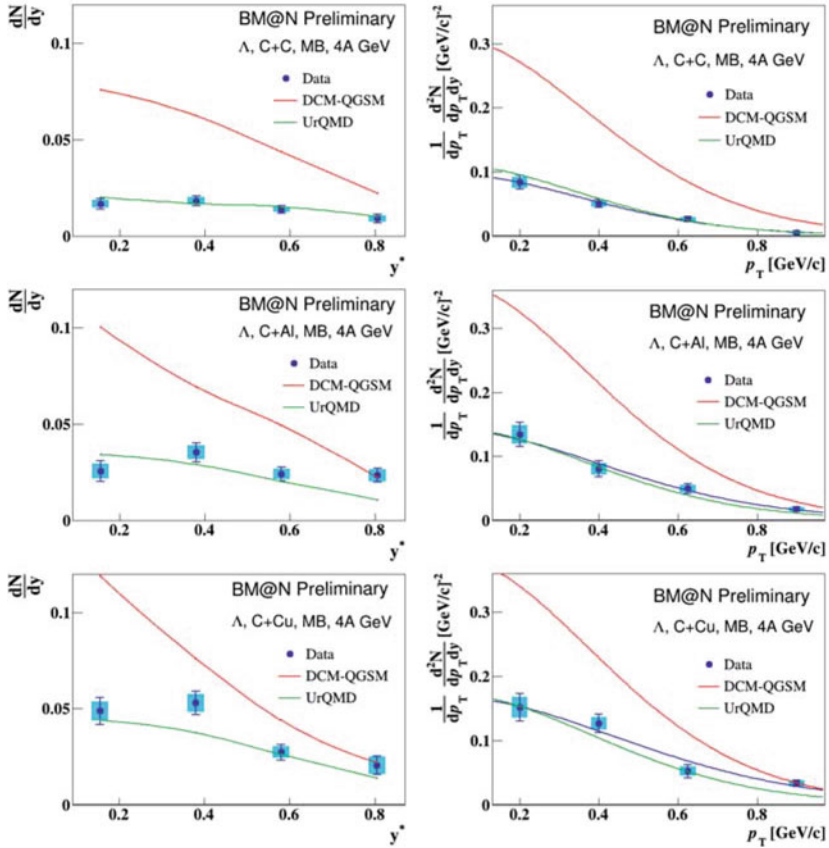 dN/dy
BM@N Preliminary
Λ, C+C, MB, 4A GeV
Data
DCM-QGSM
UrQMD
0.1
0.05
0
0.2 0.4 0.6 0.8
y*
1/dp_T d²N/dp_Tdy [GeV/c]⁻²
BM@N Preliminary
Λ, C+C, MB, 4A GeV
Data
DCM-QGSM
UrQMD
0.3
0.2
0.1
0
0.2 0.4 0.6 0.8
p_T [GeV/c]
dN/dy
BM@N Preliminary
Λ, C+Al, MB, 4A GeV
Data
DCM-QGSM
UrQMD
0.1
0.05
0
0.2 0.4 0.6 0.8
y*
1/dp_T d²N/dp_Tdy [GeV/c]⁻²
BM@N Preliminary
Λ, C+Al, MB, 4A GeV
Data
DCM-QGSM
UrQMD
0.3
0.2
0.1
0
0.2 0.4 0.6 0.8
p_T [GeV/c]
dN/dy
BM@N Preliminary
Λ, C+Cu, MB, 4A GeV
Data
DCM-QGSM
UrQMD
0.1
0.05
0
0.2 0.4 0.6 0.8
y*
1/dp_T d²N/dp_Tdy [GeV/c]⁻²
BM@N Preliminary
Λ, C+Cu, MB, 4A GeV
Data
DCM-QGSM
UrQMD
0.3
0.2
0.1
0
0.2 0.4 0.6 0.8
p_T [GeV/c]